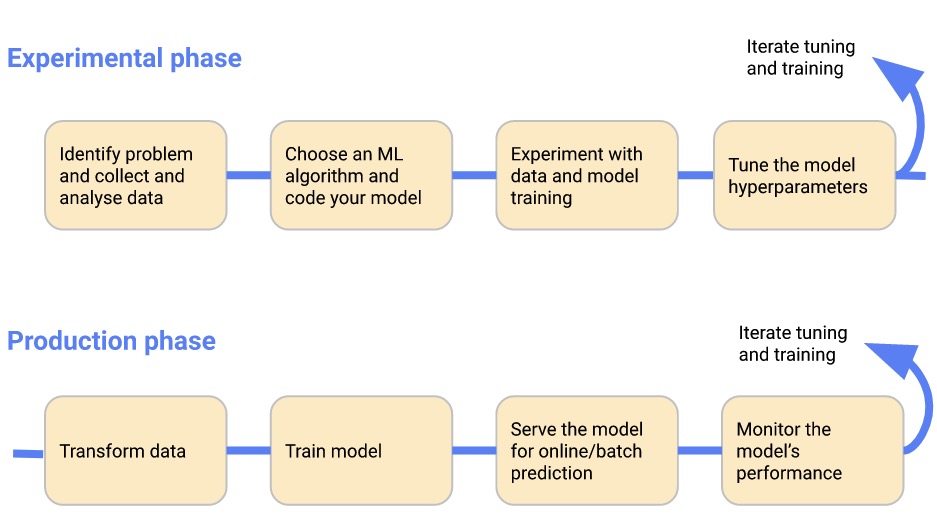 Experimental phase
Iterate tuning
and training
Identify problem
and collect and
analyse data
Choose an ML
algorithm and
code your model
Experiment with
data and model
training
Tune the model
hyperparameters
Production phase
Iterate tuning
and training
Transform data
Train model
Serve the model
for online/batch
prediction
Monitor the
model's
performance